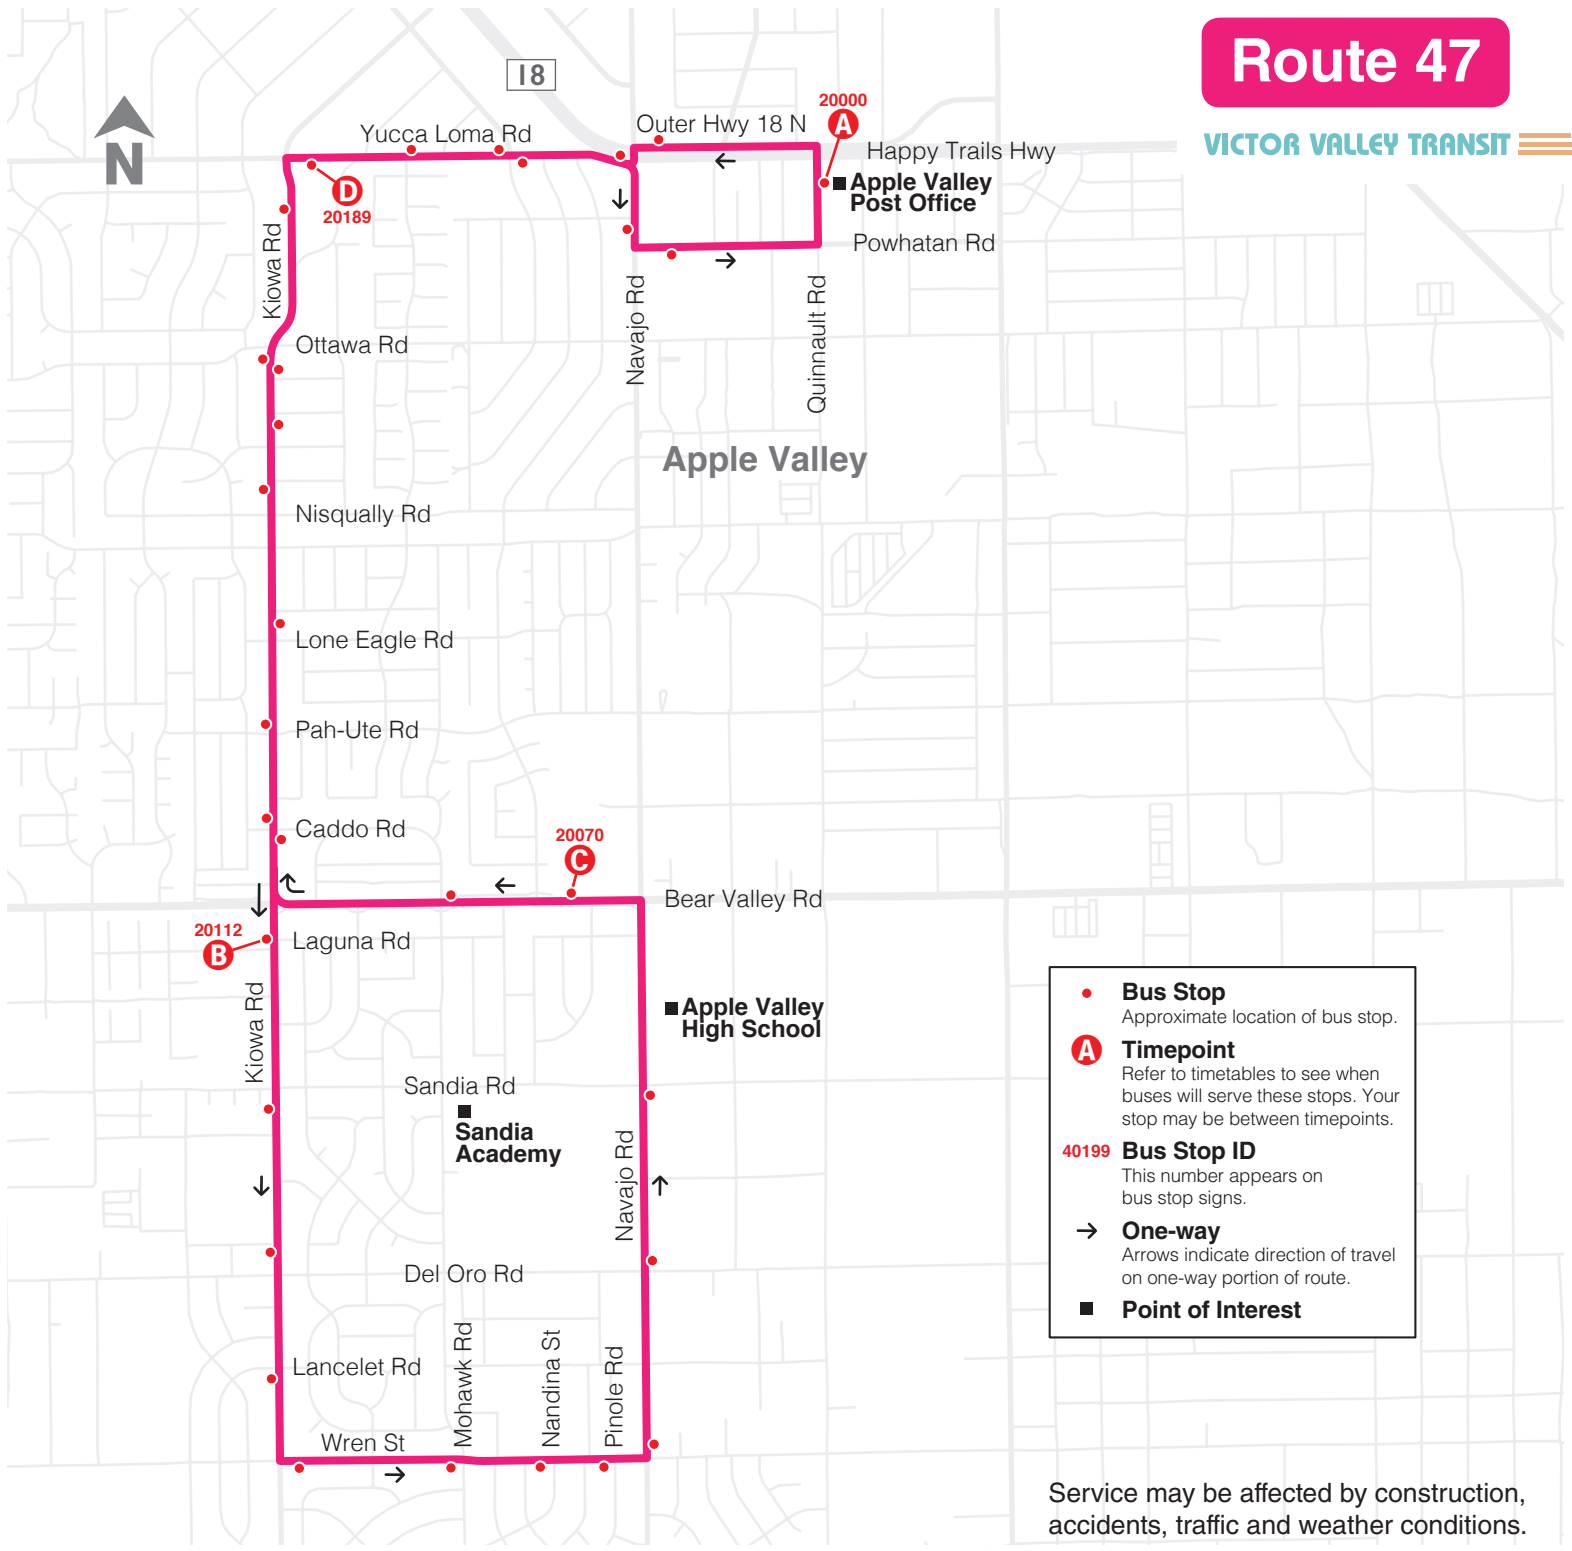 Route 47
VICTOR VALLEY TRANSIT
18
N
Yucca Loma Rd
Outer Hwy 18 N
20000
A
Happy Trails Hwy
Apple Valley
Post Office
Powhatan Rd
D
20189
Kiowa Rd
Navajo Rd
Quinnault Rd
Ottawa Rd
Apple Valley
Nisqually Rd
Lone Eagle Rd
Pah-Ute Rd
Caddo Rd
20070
C
Bear Valley Rd
20112
B
Laguna Rd
Kiowa Rd
Apple Valley
High School
Sandia Rd
Sandia
Academy
Navajo Rd
Del Oro Rd
Lancelet Rd
Mohawk Rd
Nandina St
Pinole Rd
Wren St
Bus Stop
Approximate location of bus stop.
A
Timepoint
Refer to timetables to see when
buses will serve these stops. Your
stop may be between timepoints.
40199 Bus Stop ID
This number appears on
bus stop signs.
One-way
Arrows indicate direction of travel
on one-way portion of route.
Point of Interest
Service may be affected by construction,
accidents, traffic and weather conditions.